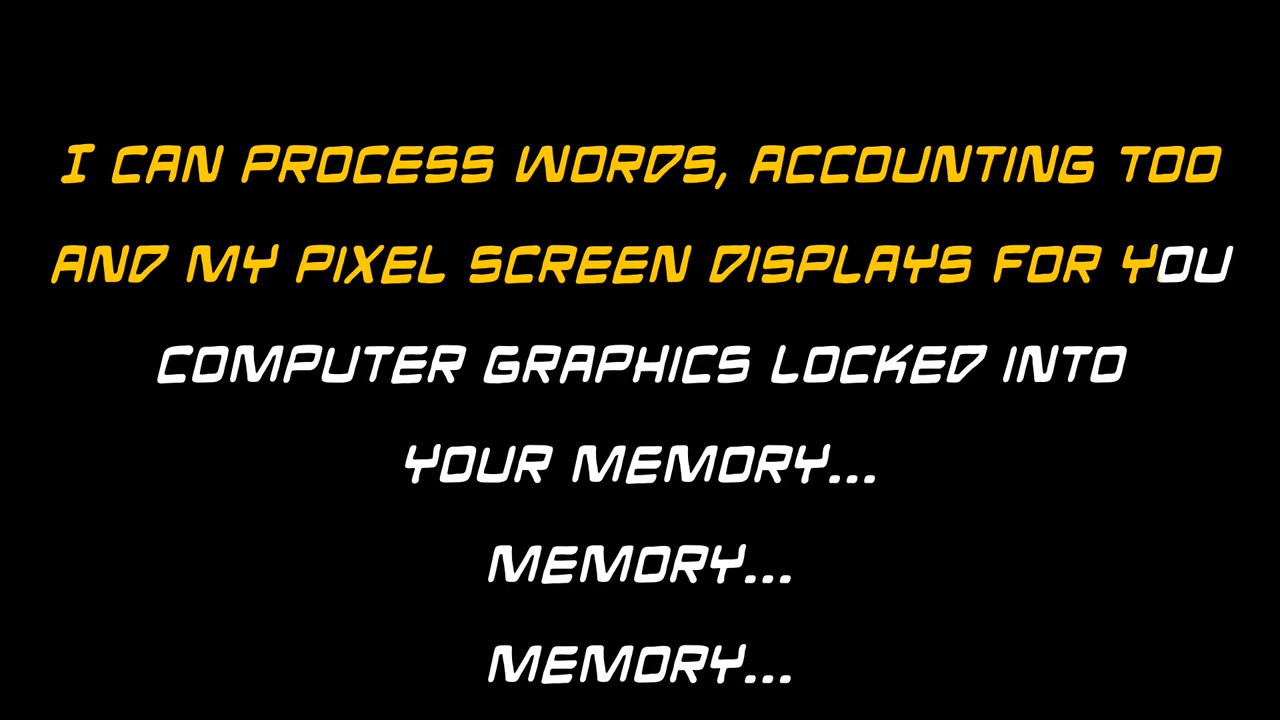 I CAN PROCESS WORDS, ACCOUNTING TOO
AND MY PIXEL SCREEN DISPLAYS FOR YOU
COMPUTER GRAPHICS LOCKED INTO
YOUR MEMORY...
MEMORY...
MEMORY...